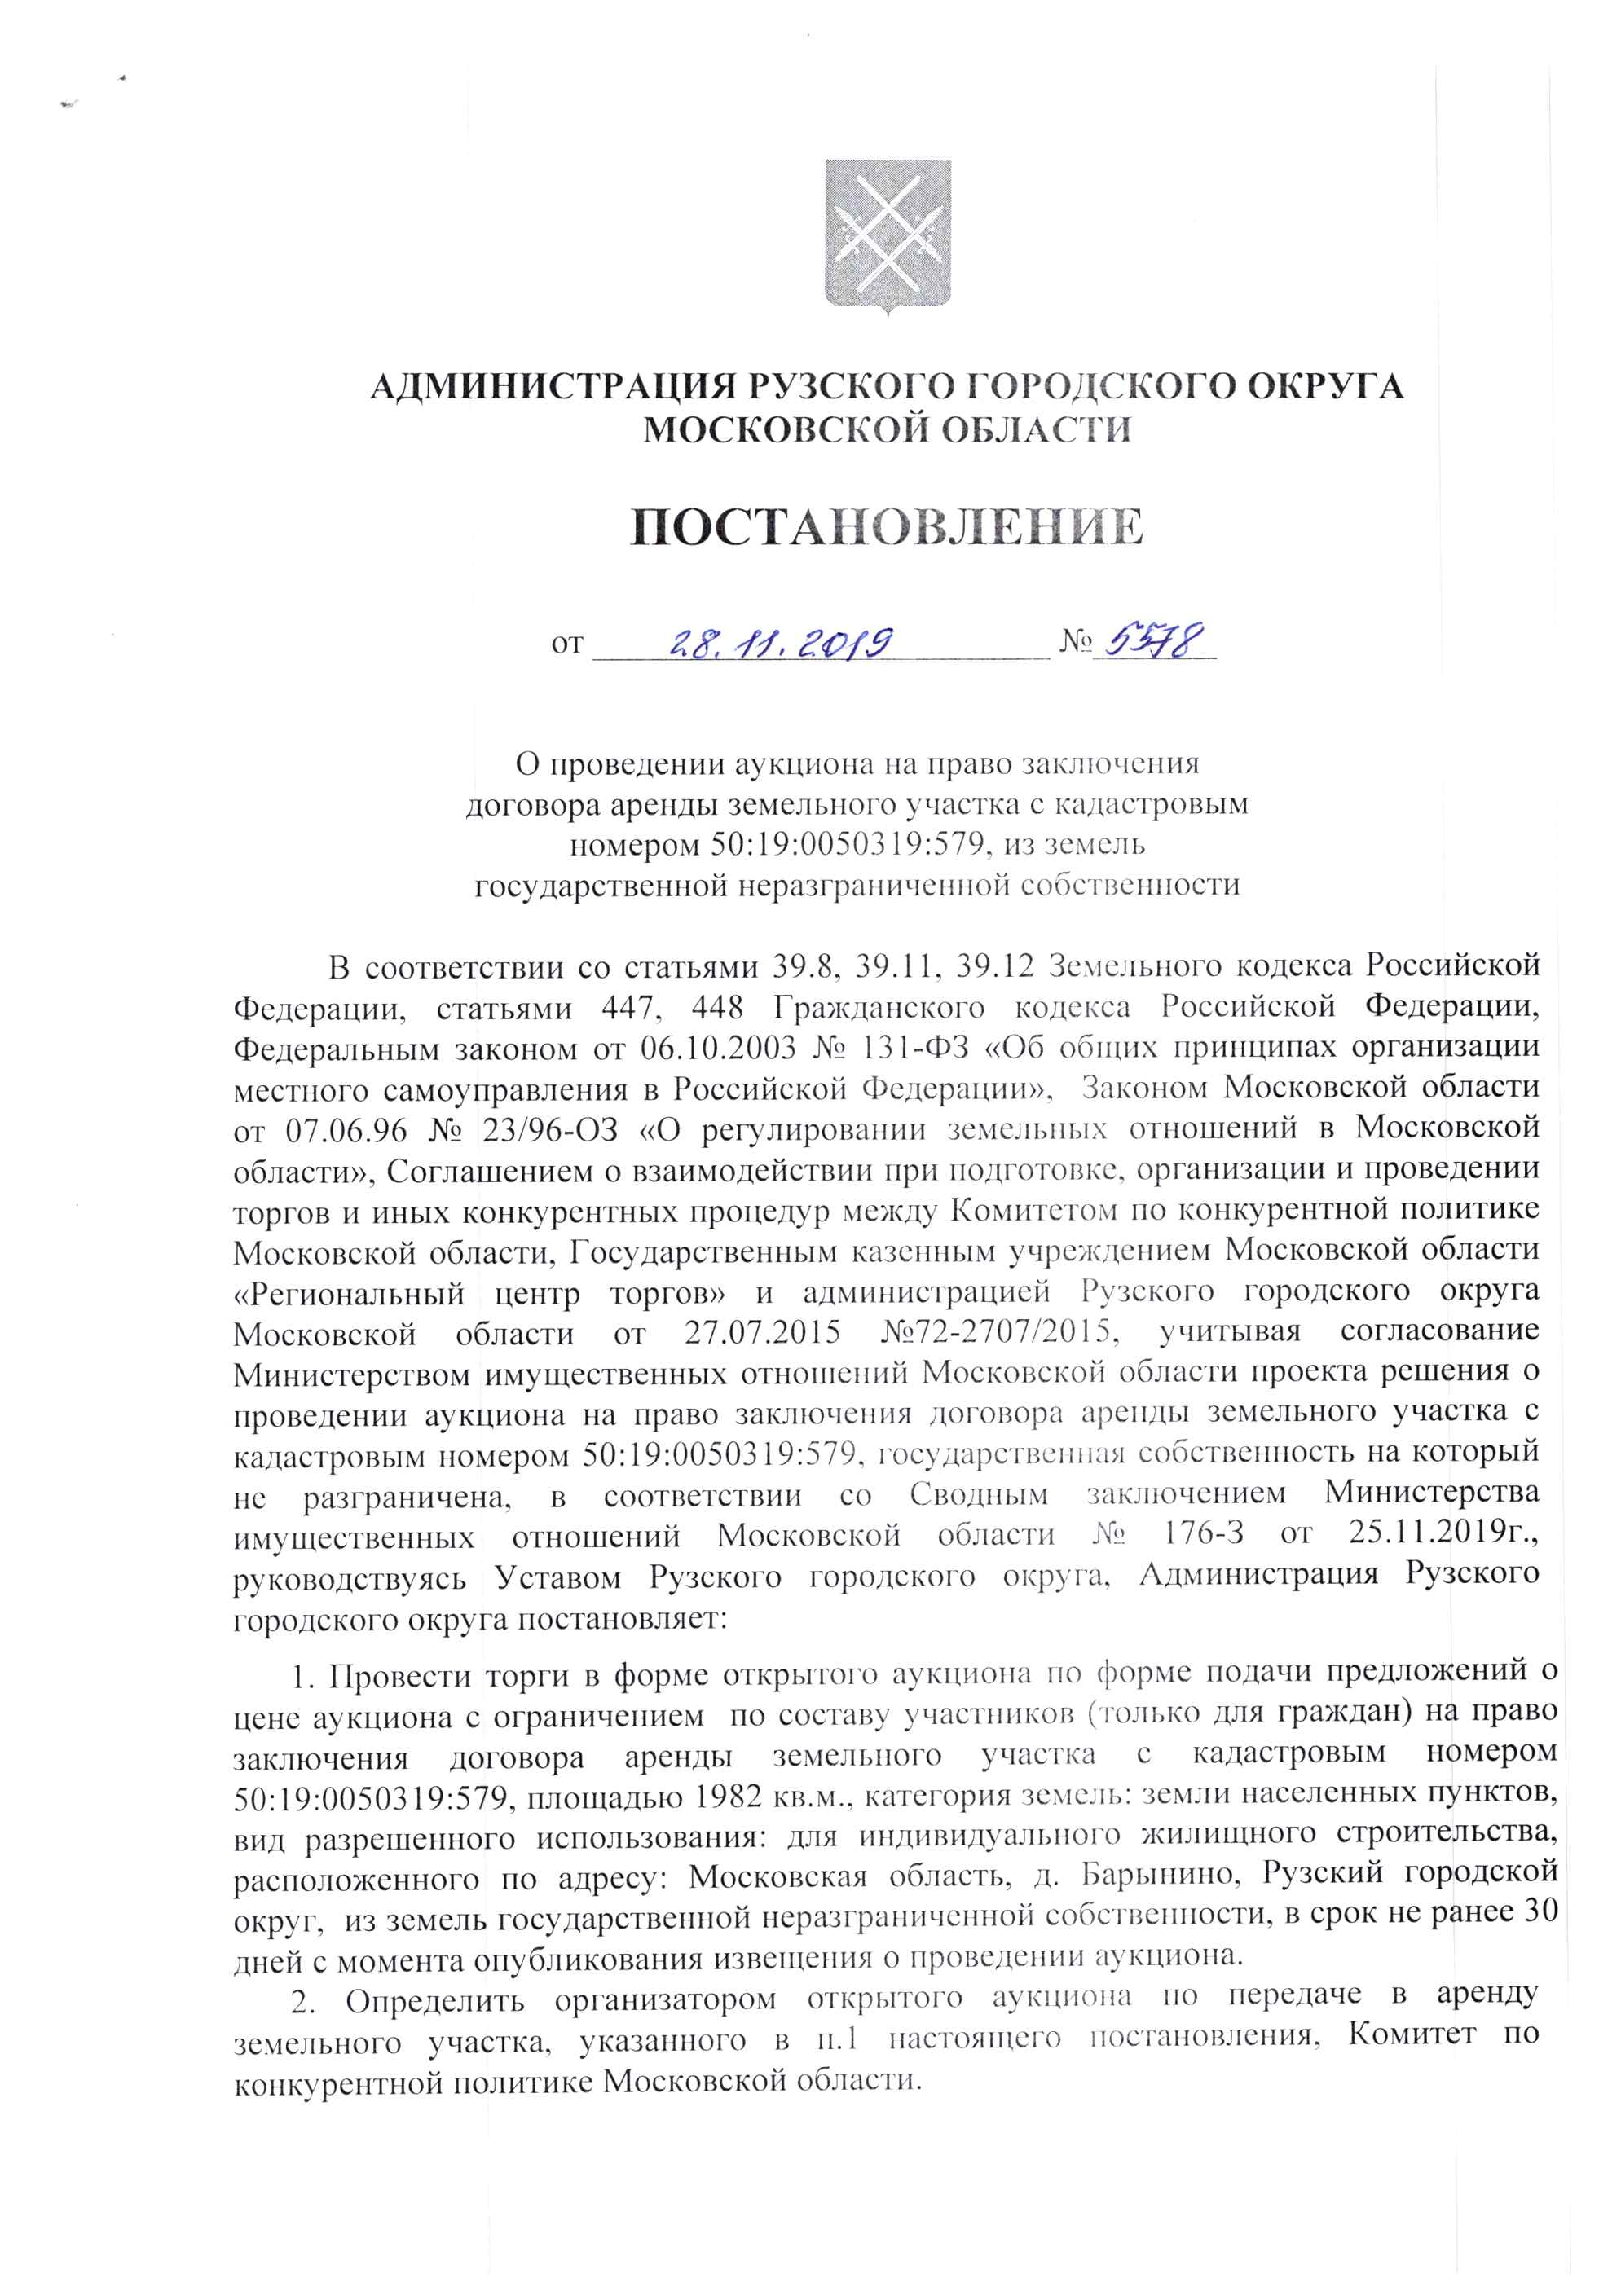 АДМИНИСТРАЦИЯ РУЗСКОГО ГОРОДСКОГО ОКРУГА
МОСКОВСКОЙ ОБЛАСТИ
ПОСТАНОВЛЕНИЕ
от 28.11.2019 № 5578
О проведении аукциона на право заключения
договора аренды земельного участка с кадастровым
номером 50:19:0050319:579, из земель
государственной неразграниченной собственности
В соответствии со статьями 39.8, 39.11, 39.12 Земельного кодекса Российской
Федерации, статьями 447, 448 Гражданского кодекса Российской Федерации,
Федеральным законом от 06.10.2003 № 131-ФЗ «Об общих принципах организации
местного самоуправления в Российской Федерации», Законом Московской области
от 07.06.96 № 23/96-ОЗ «О регулировании земельных отношений в Московской
области», Соглашением о взаимодействии при подготовке, организации и проведении
торгов и иных конкурентных процедур между Комитетом по конкурентной политике
Московской области, Государственным казенным учреждением Московской области
«Региональный центр торгов» и администрацией Рузского городского округа
Московской области от 27.07.2015 №72-2707/2015, учитывая согласование
Министерством имущественных отношений Московской области проекта решения о
проведении аукциона на право заключения договора аренды земельного участка с
кадастровым номером 50:19:0050319:579, государственная собственность на который
не разграничена, в соответствии со Сводным заключением Министерства
имущественных отношений Московской области № 176-З от 25.11.2019г.,
руководствуясь Уставом Рузского городского округа, Администрация Рузского
городского округа постановляет:
1. Провести торги в форме открытого аукциона по форме подачи предложений о
цене аукциона с ограничением по составу участников (только для граждан) на право
заключения договора аренды земельного участка с кадастровым номером
50:19:0050319:579, площадью 1982 кв.м., категория земель: земли населенных пунктов,
вид разрешенного использования: для индивидуального жилищного строительства,
расположенного по адресу: Московская область, д. Барынино, Рузский городской
округ, из земель государственной неразграниченной собственности, в срок не ранее 30
дней с момента опубликования извещения о проведении аукциона.
2. Определить организатором открытого аукциона по передаче в аренду
земельного участка, указанного в п.1 настоящего постановления, Комитет по
конкурентной политике Московской области.